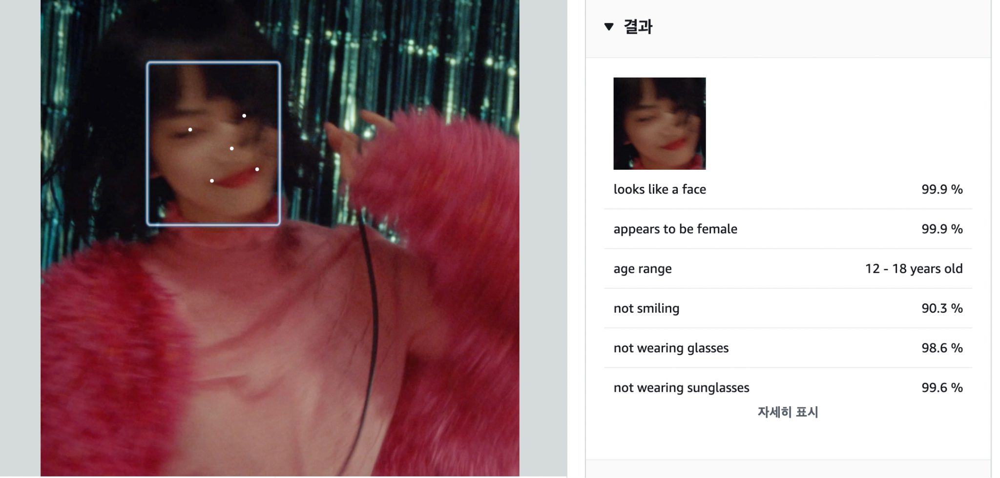 ▼ 결과
looks like a face 99.9 %
appears to be female 99.9 %
age range 12 - 18 years old
not smiling 90.3 %
not wearing glasses 98.6 %
not wearing sunglasses 99.6 %
자세히 표시